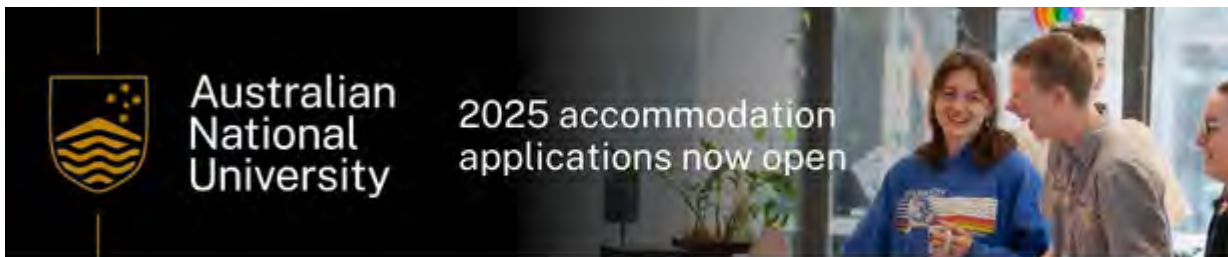 Australian
National
University
2025 accommodation
applications now open